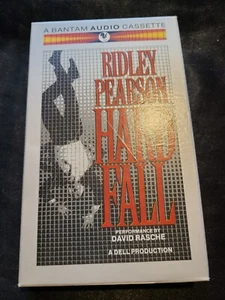 A BANTAM AUDIO CASSETTE
RIDLEY
PEARSON
HARD
FALL
PERFORMANCE BY
DAVID RASCHE
A DELL PRODUCTION